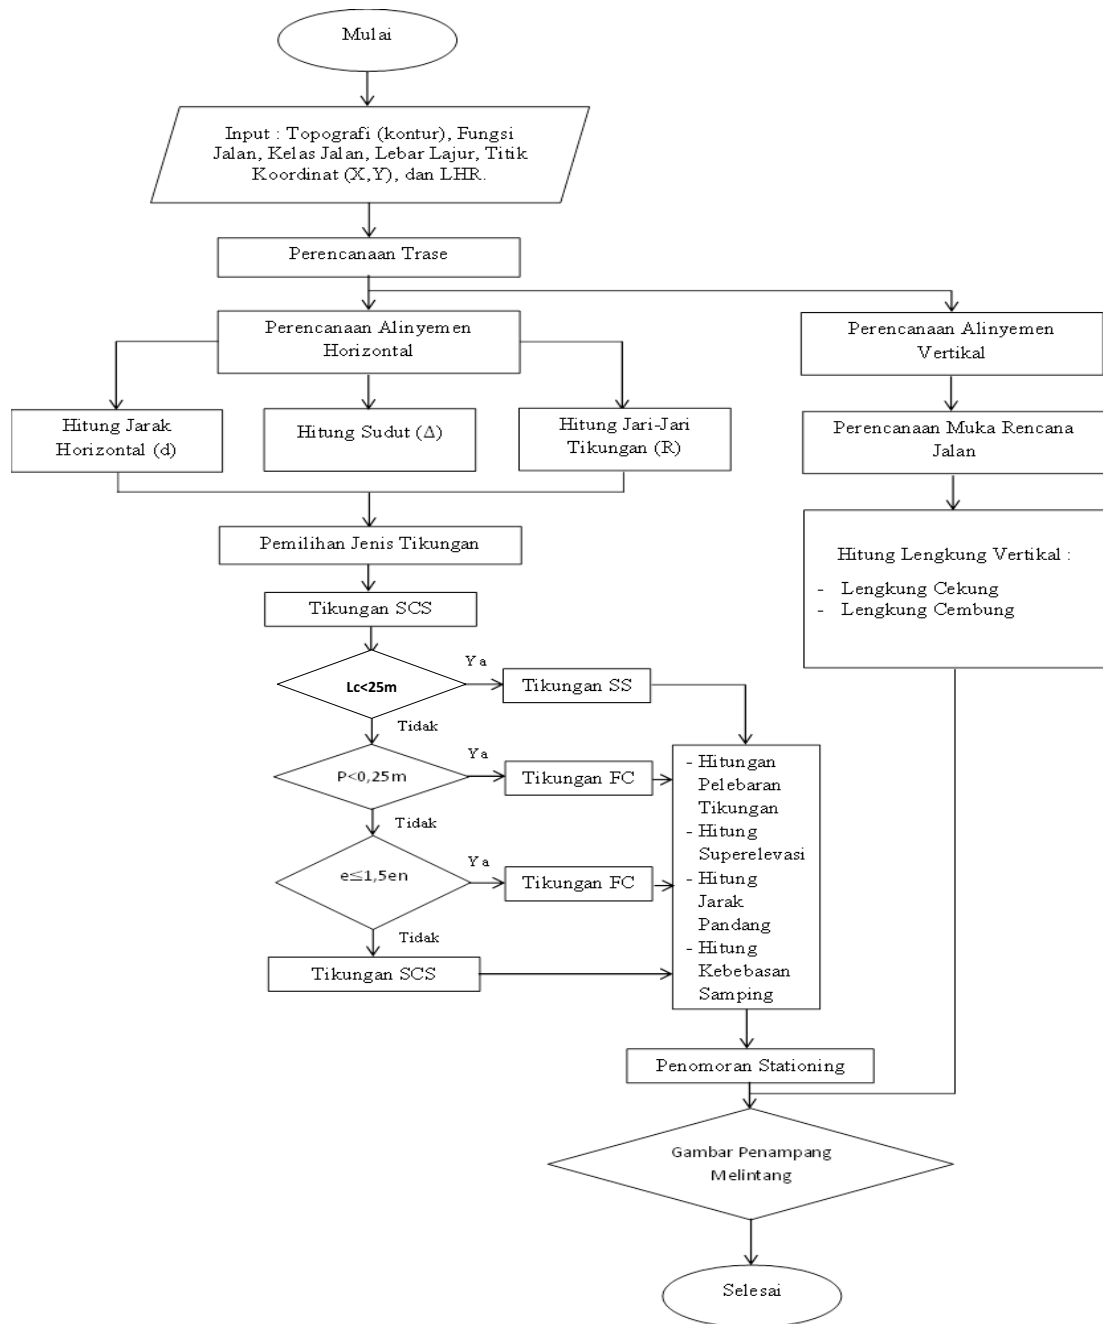 Mulai
Input : Topografi (kontur), Fungsi
Jalan, Kelas Jalan, Lebar Lajur, Titik
Koordinat (X,Y), dan LHR.
Perencanaan Trase
Perencanaan Alinyemen
Horizontal
Perencanaan Alinyemen
Vertikal
Hitung Jarak
Horizontal (d)
Hitung Sudut (Δ)
Hitung Jari-Jari
Tikungan (R)
Perencanaan Muka Rencana
Jalan
Pemilihan Jenis Tikungan
Hitung Lengkung Vertikal :
- Lengkung Cekung
- Lengkung Cembung
Tikungan SCS
Lc<25m
Ya
Tikungan SS
Tidak
P<0,25m
Ya
Tikungan FC
Tidak
e≤1,5en
Ya
Tikungan FC
Tidak
Tikungan SCS
- Hitungan
Pelebaran
Tikungan
- Hitung
Superelevasi
- Hitung
Jarak
Pandang
- Hitung
Kebebasan
Samping
Penomoran Stationing
Gambar Penampang
Melintang
Selesai